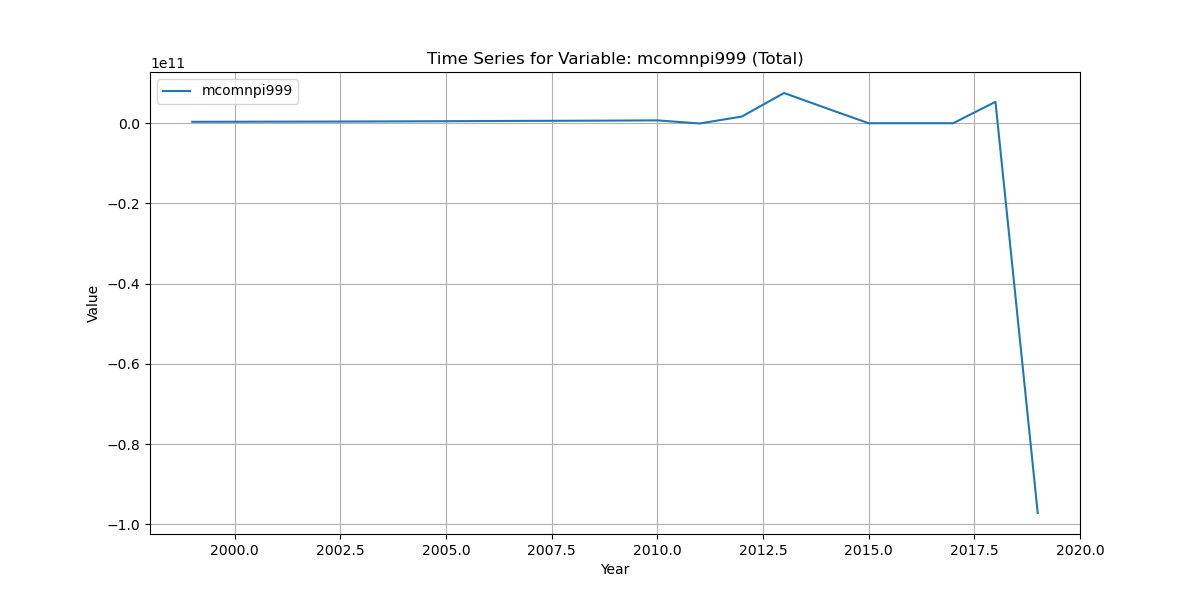 Time Series for Variable: mcomnpi999 (Total)
1e11
mcomnpi999
0.0
−0.2
−0.4
−0.6
−0.8
−1.0
Value
2000.0 2002.5 2005.0 2007.5 2010.0 2012.5 2015.0 2017.5 2020.0
Year